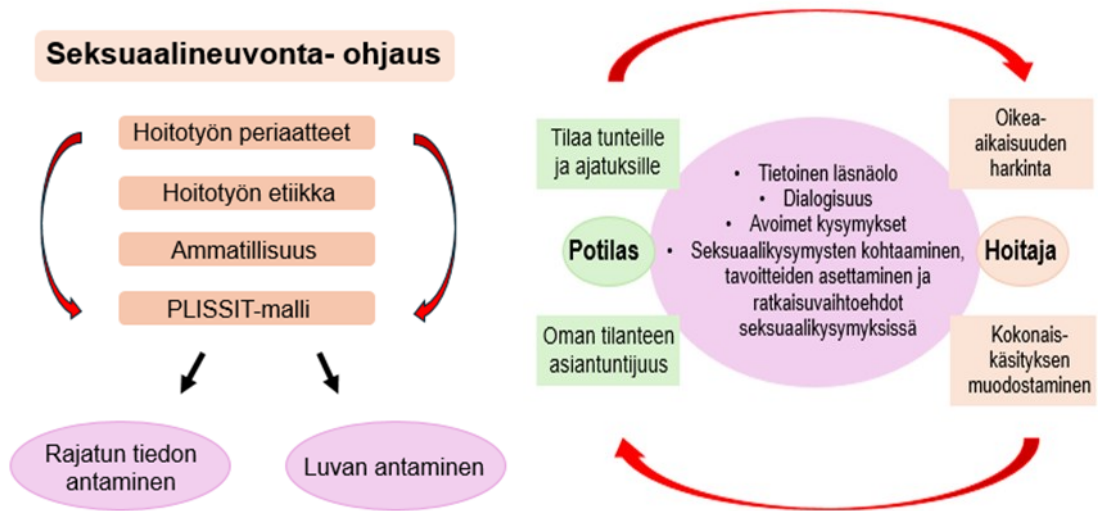 Seksuaalineuvonta- ohjaus
Hoitotyön periaatteet
Hoitotyön etiikka
Ammatillisuus
PLISSIT-malli
Rajatun tiedon
antaminen
Luvan antaminen
Tilaa tunteille
ja ajatuksille
Potilas
Oman tilanteen
asiantuntijuus
• Tietoinen läsnäolo
• Dialogisuus
• Avoimet kysymykset
• Seksuaalikysymysten kohtaaminen,
tavoitteiden asettaminen ja
ratkaisuvaihtoehdot
seksuaalikysymyksissä
Oikea-
aikaisuuden
harkinta
Hoitaja
Kokonais-
käsityksen
muodostaminen